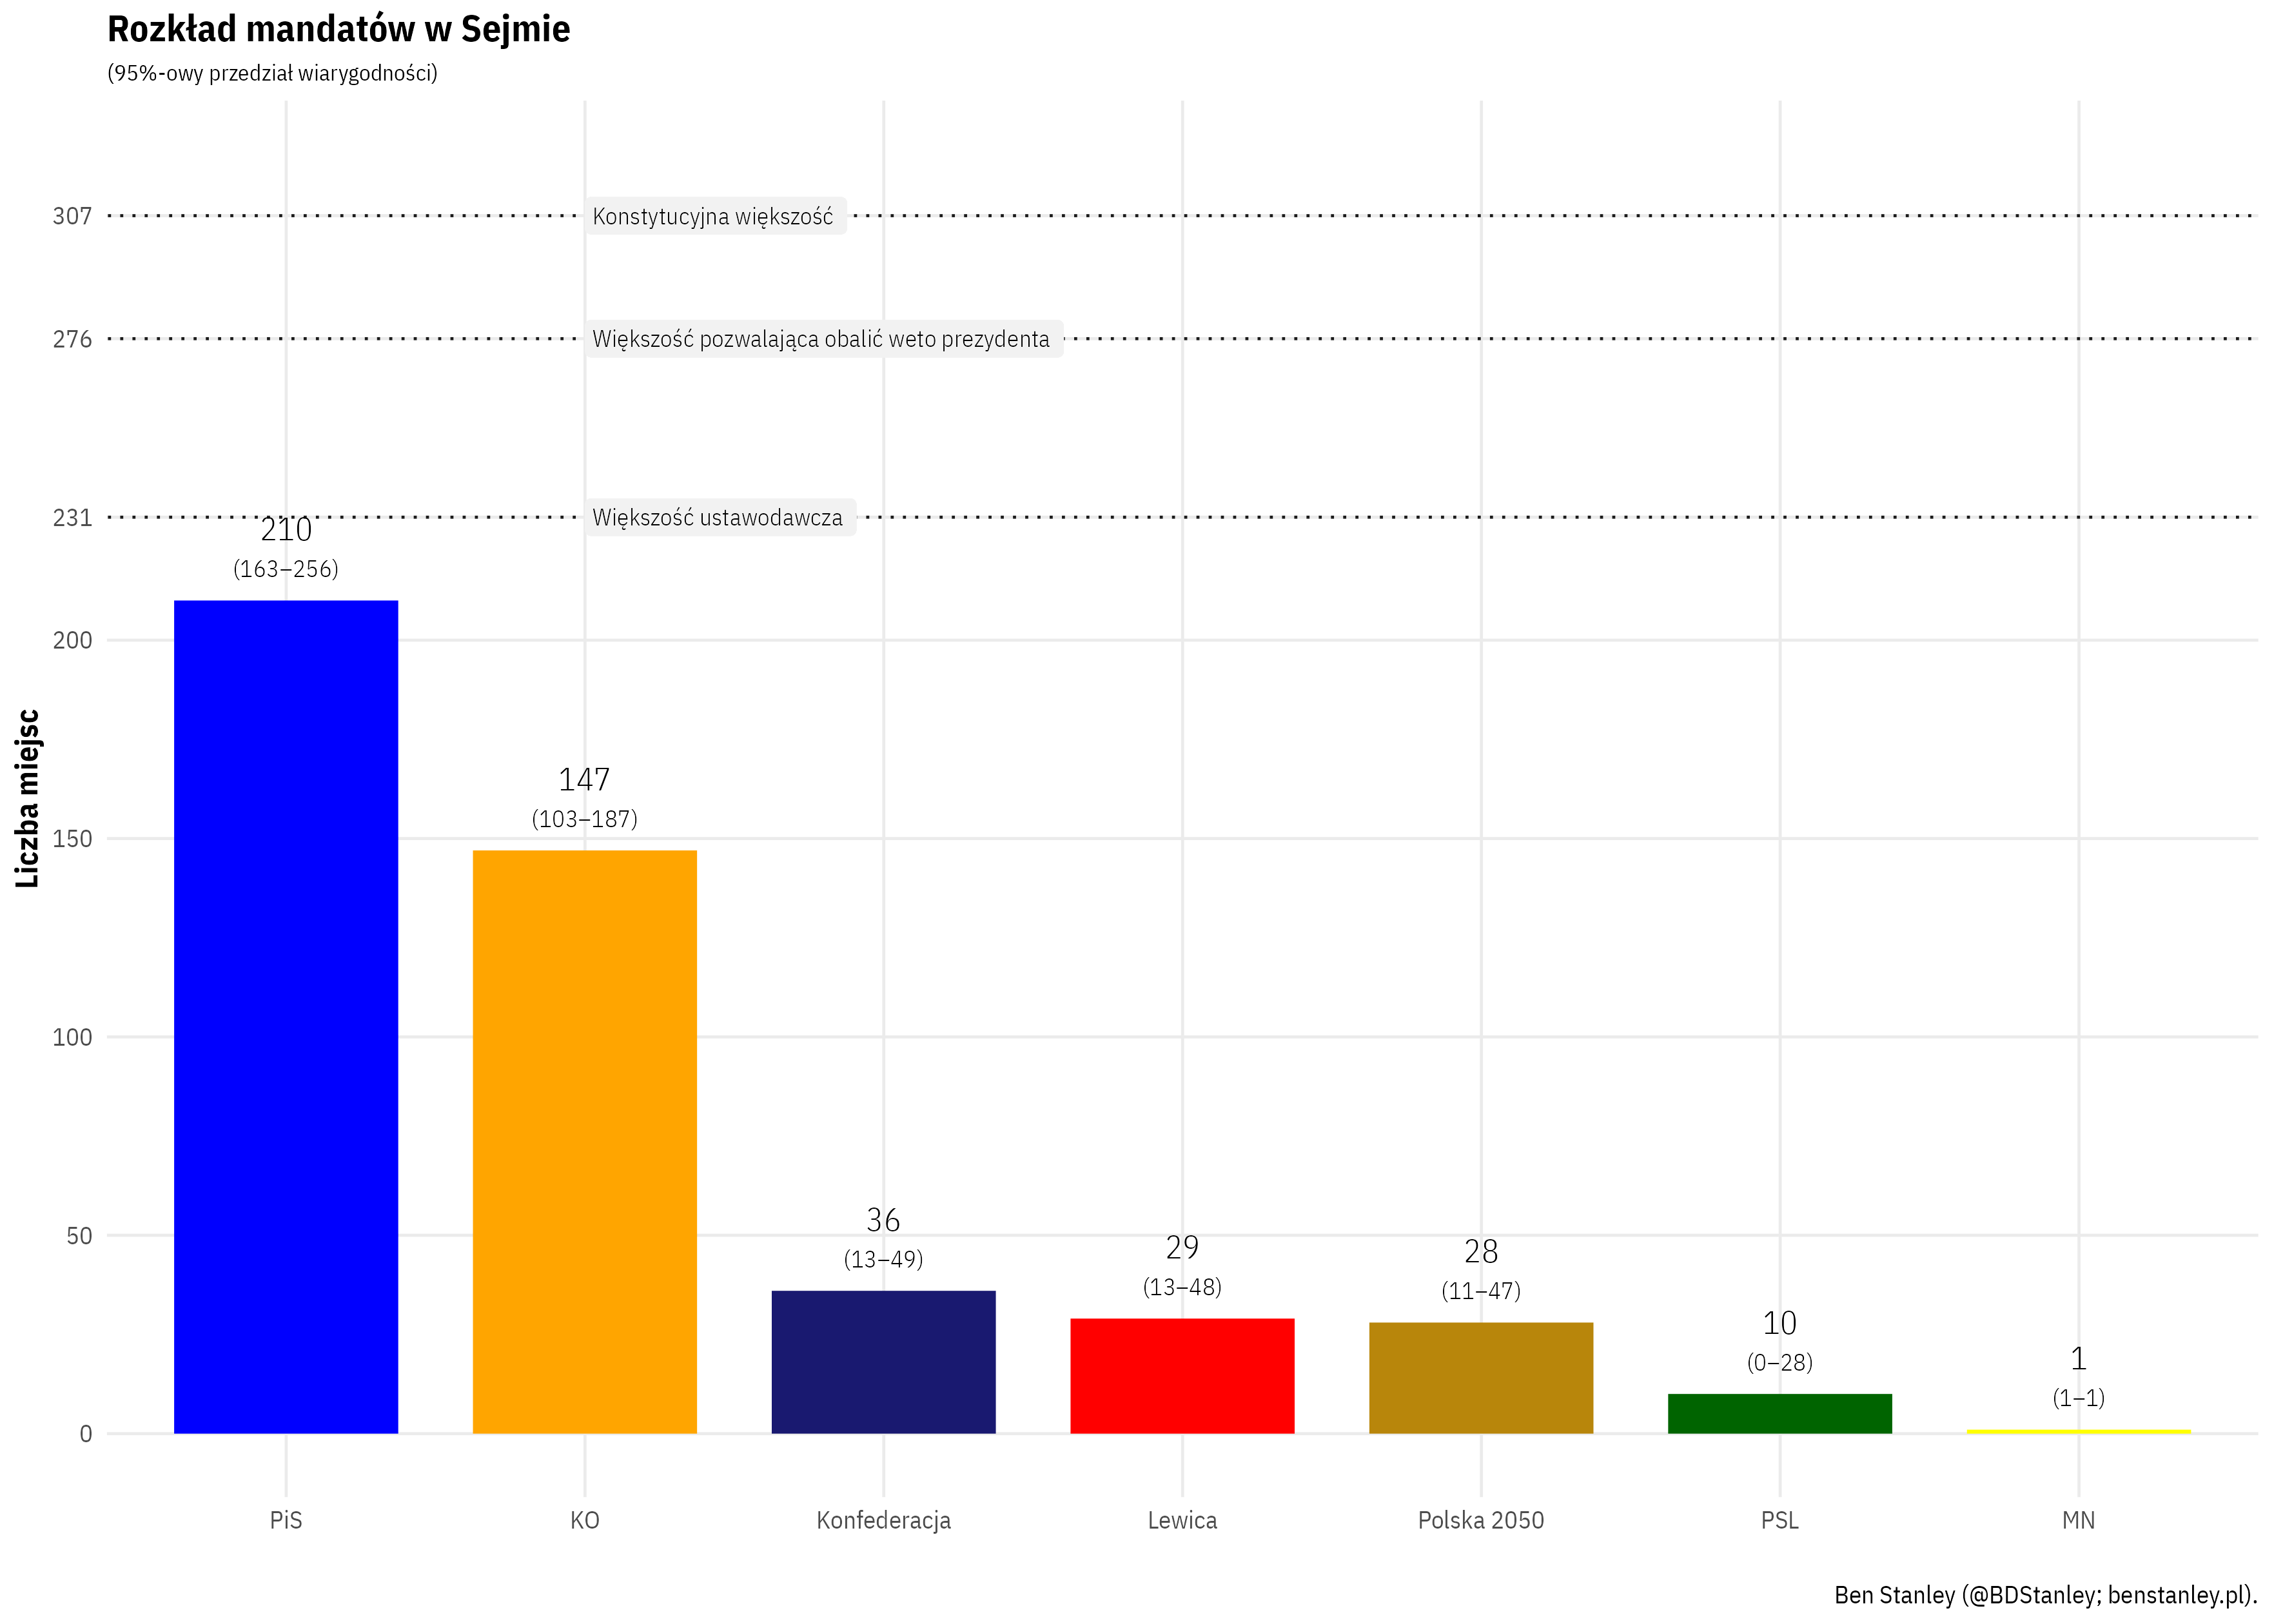 Rozkład mandatów w Sejmie
(95%-owy przedział wiarygodności)
307
Konstytucyjna większość
276
Większość pozwalająca obalić weto prezydenta
231
Większość ustawodawcza
210
(163–256)
200
147
(103–187)
150
Liczba miejsc
100
36
(13–49)
29
(13–48)
28
(11–47)
50
10
(0–28)
1
(1–1)
0
PiS
KO
Konfederacja
Lewica
Polska 2050
PSL
MN
Ben Stanley (@BDStanley; benstanley.pl).